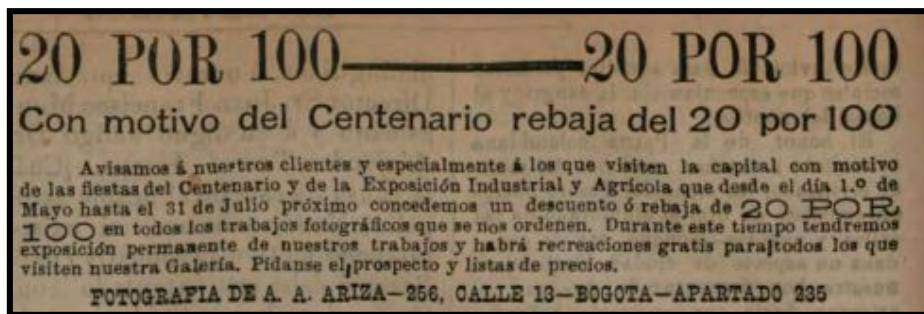 20 POR 100——20 POR 100
Con motivo del Centenario rebaja del 20 por 100
Avisamos á nuestros clientes y especialmente á los que visiten la capital con motivo
de las fiestas del Centenario y de la Exposición Industrial y Agrícola que desde el día 1.º de
Mayo hasta el 31 de Julio próximo concedemos un descuento ó rebaja de 20 POR
100 en todos los trabajos fotográficos que se nos ordenen. Durante este tiempo tendremos
exposición permanente de nuestros trabajos y habrá recreaciones gratis para todos los que
visiten nuestra Galería. Pídanse el prospecto y listas de precios.
FOTOGRAFIA DE A. A. ARIZA—256, CALLE 13—BOGOTA—APARTADO 235